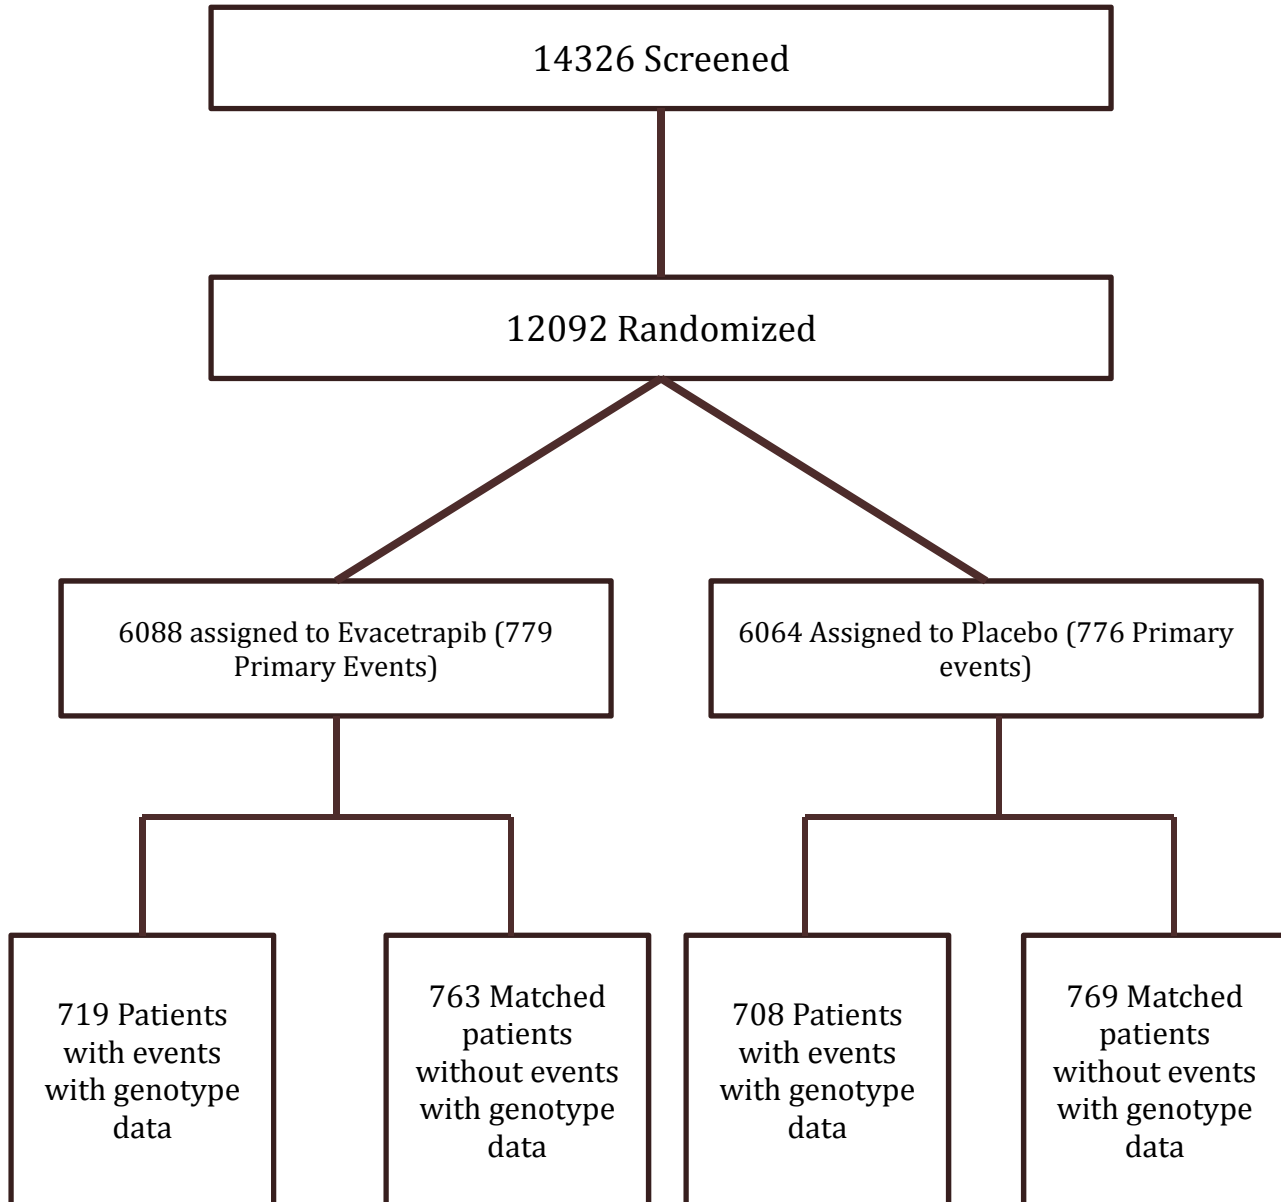 14326 Screened
12092 Randomized
6088 assigned to Evacetrapib (779
Primary Events)
6064 Assigned to Placebo (776 Primary
events)
719 Patients
with events
with genotype
data
763 Matched
patients
without events
with genotype
data
708 Patients
with events
with genotype
data
769 Matched
patients
without events
with genotype
data